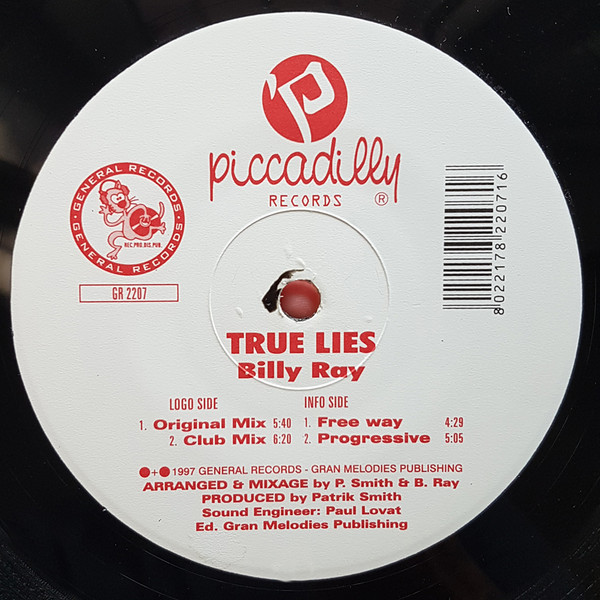 P
piccadilly
RECORDS ®
GENERAL RECORDS
REC. PRO. DIS. PUB.
GENERAL RECORDS
GR 2207
8022178220716
TRUE LIES
Billy Ray
LOGO SIDE
1. Original Mix 5:40
2. Club Mix 6:20
INFO SIDE
1. Free way 4:29
2. Progressive 5:05
+ 1997 GENERAL RECORDS - GRAN MELODIES PUBLISHING
ARRANGED & MIXAGE by P. Smith & B. Ray
PRODUCED by Patrik Smith
Sound Engineer: Paul Lovat
Ed. Gran Melodies Publishing